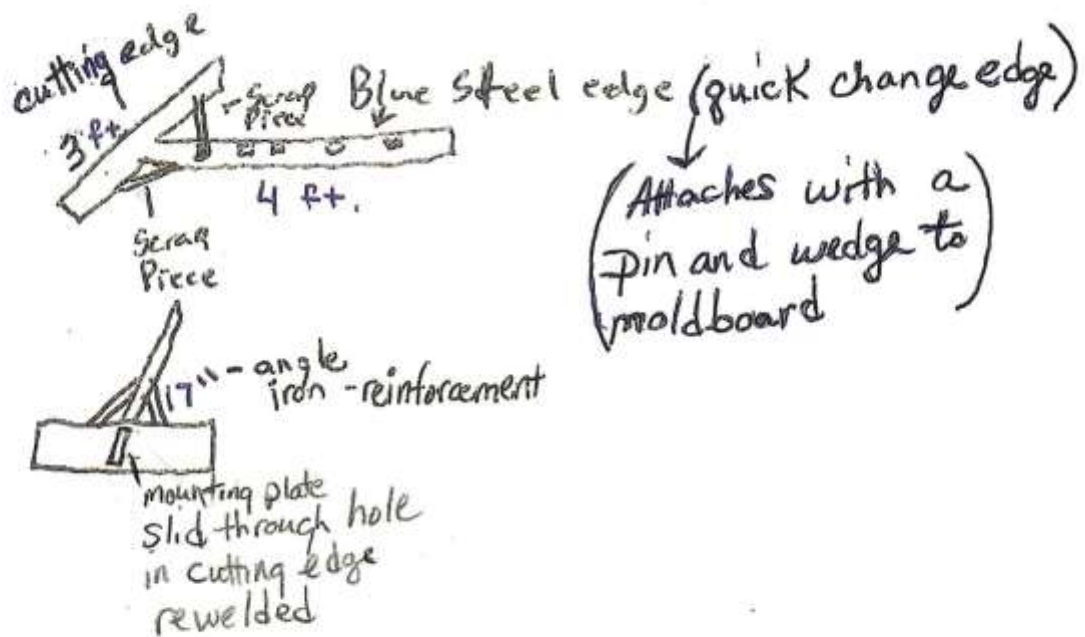 cutting edge
3 ft.
Scrap
Piece
Blue Steel edge (quick change edge)
4 ft.
(Attaches with a
pin and wedge to
moldboard)
Scrap
Piece
17" - angle
iron - reinforcement
mounting plate
slid through hole
in cutting edge
rewelded